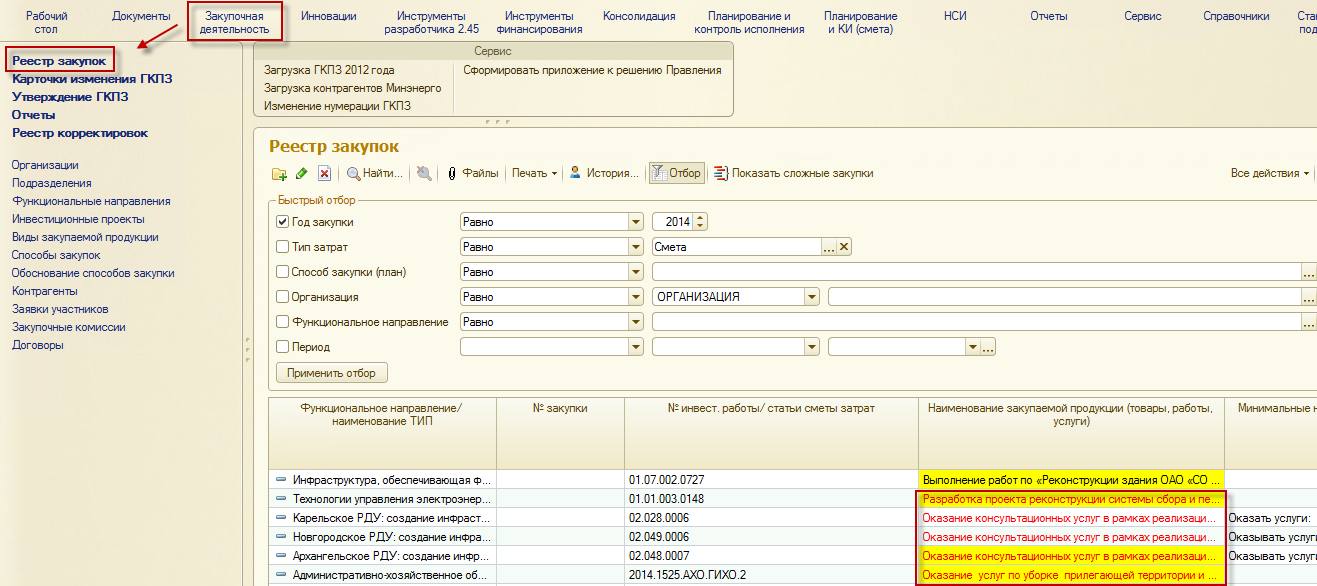 Рабочий стол
Документы
Закупочная деятельность
Инновации
Инструменты разработчика 2.45
Инструменты финансирования
Консолидация
Планирование и контроль исполнения
Планирование и КИ (смета)
НСИ
Отчеты
Сервис
Справочники
Реестр закупок
Карточки изменения ГКПЗ
Утверждение ГКПЗ
Отчеты
Реестр корректировок
Организации
Подразделения
Функциональные направления
Инвестиционные проекты
Виды закупаемой продукции
Способы закупок
Обоснование способов закупки
Контрагенты
Заявки участников
Закупочные комиссии
Договоры
Сервис
Загрузка ГКПЗ 2012 года
Сформировать приложение к решению Правления
Загрузка контрагентов Минэнерго
Изменение нумерации ГКПЗ
Реестр закупок
Найти... Файлы Печать История... Отбор Показать сложные закупки Все действия
Быстрый отбор
Год закупки Равно 2014
Тип затрат Равно Смета ...
Способ закупки (план) Равно ...
Организация Равно ОРГАНИЗАЦИЯ ...
Функциональное направление Равно ...
Период ...
Применить отбор
Функциональное направление/ наименование ТИП
№ закупки
№ инвест. работы/ статьи сметы затрат
Наименование закупаемой продукции (товары, работы, услуги)
Минимальные
Инфраструктура, обеспечивающая ф... 01.07.002.0727 Выполнение работ по «Реконструкции здания ОАО «СО ...
Технологии управления электроэнер... 01.01.003.0148 Разработка проекта реконструкции системы сбора и пе...
Карельское РДУ: создание инфраст... 02.028.0006 Оказание консультационных услуг в рамках реализаци... Оказать услуги:
Новгородское РДУ: создание инфра... 02.049.0006 Оказание консультационных услуг в рамках реализаци... Оказывать услуги
Архангельское РДУ: создание инфр... 02.048.0007 Оказание консультационных услуг в рамках реализаци... Оказывать услуги
Административно-хозяйственное об... 2014.1525.АХО.ГИХО.2 Оказание услуг по уборке прилегающей территории и ...